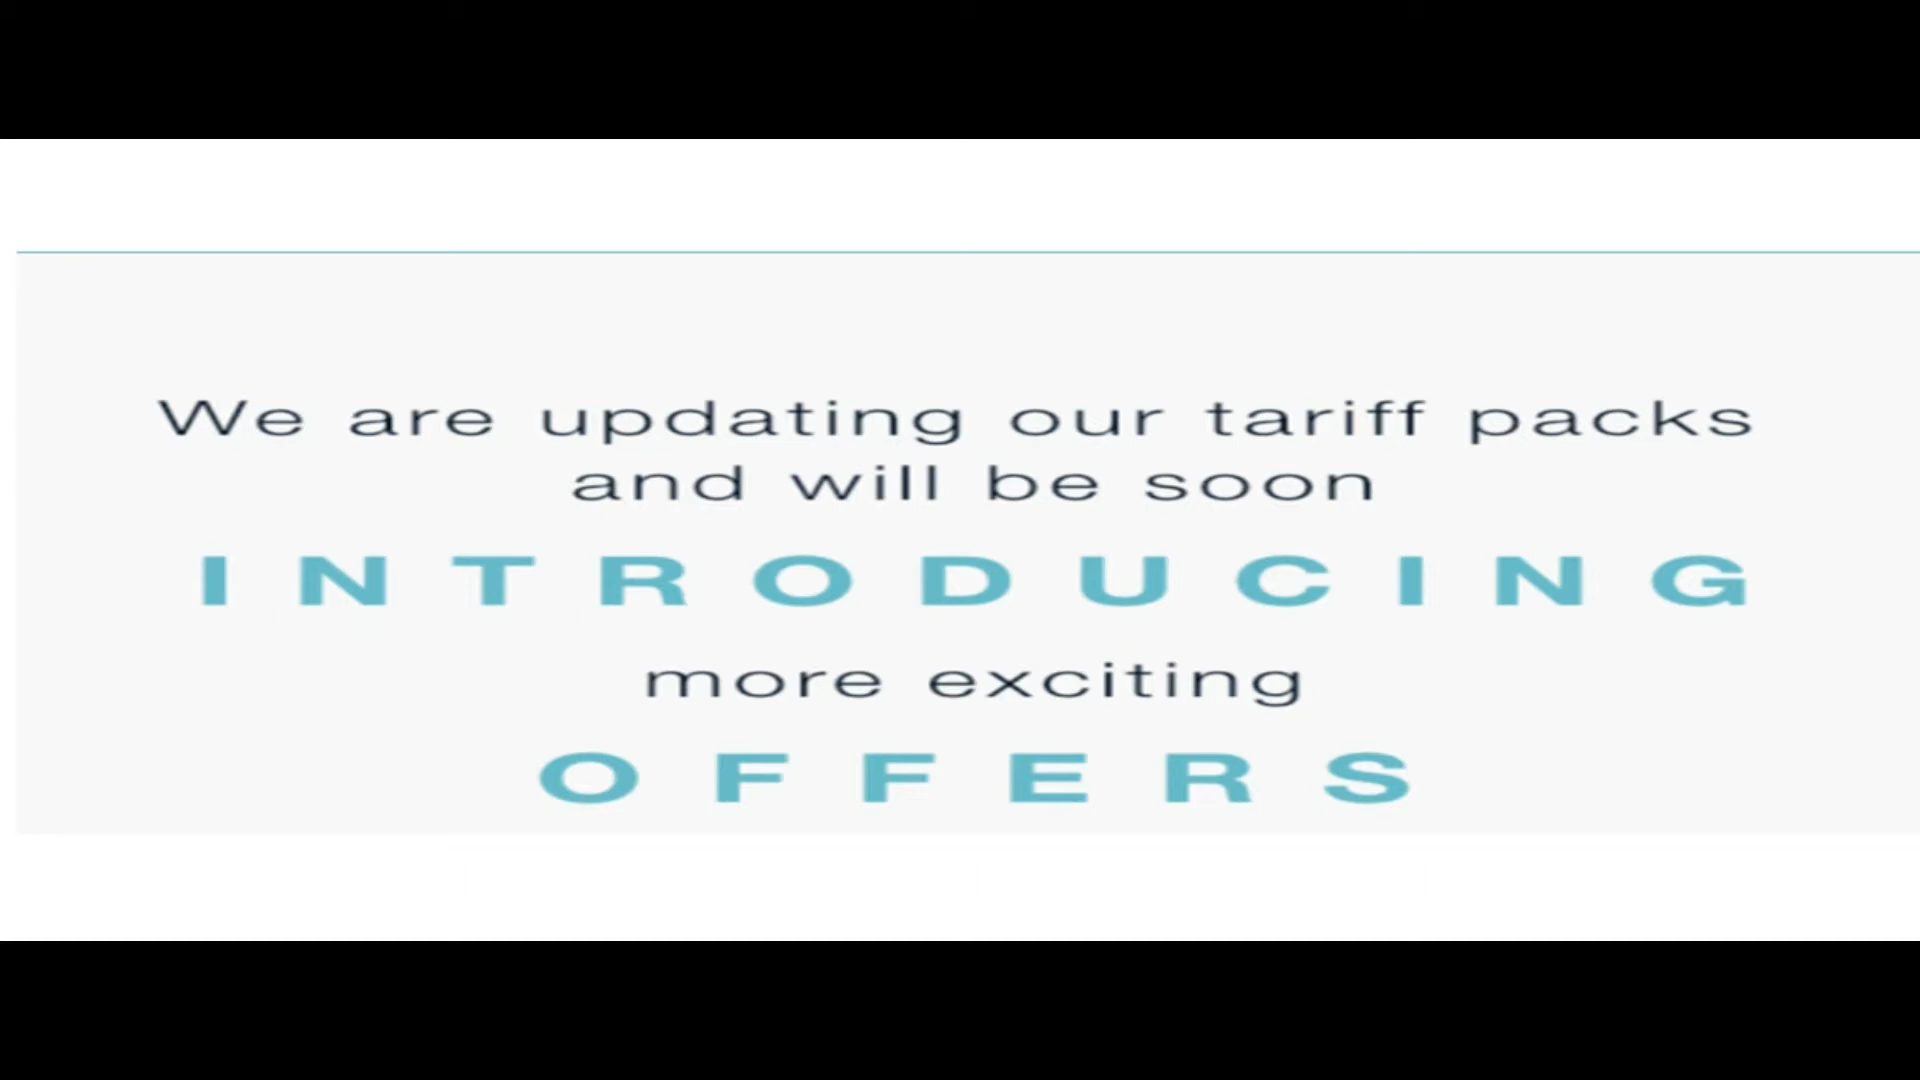 We are updating our tariff packs
and will be soon
INTRODUCING
more exciting
OFFERS